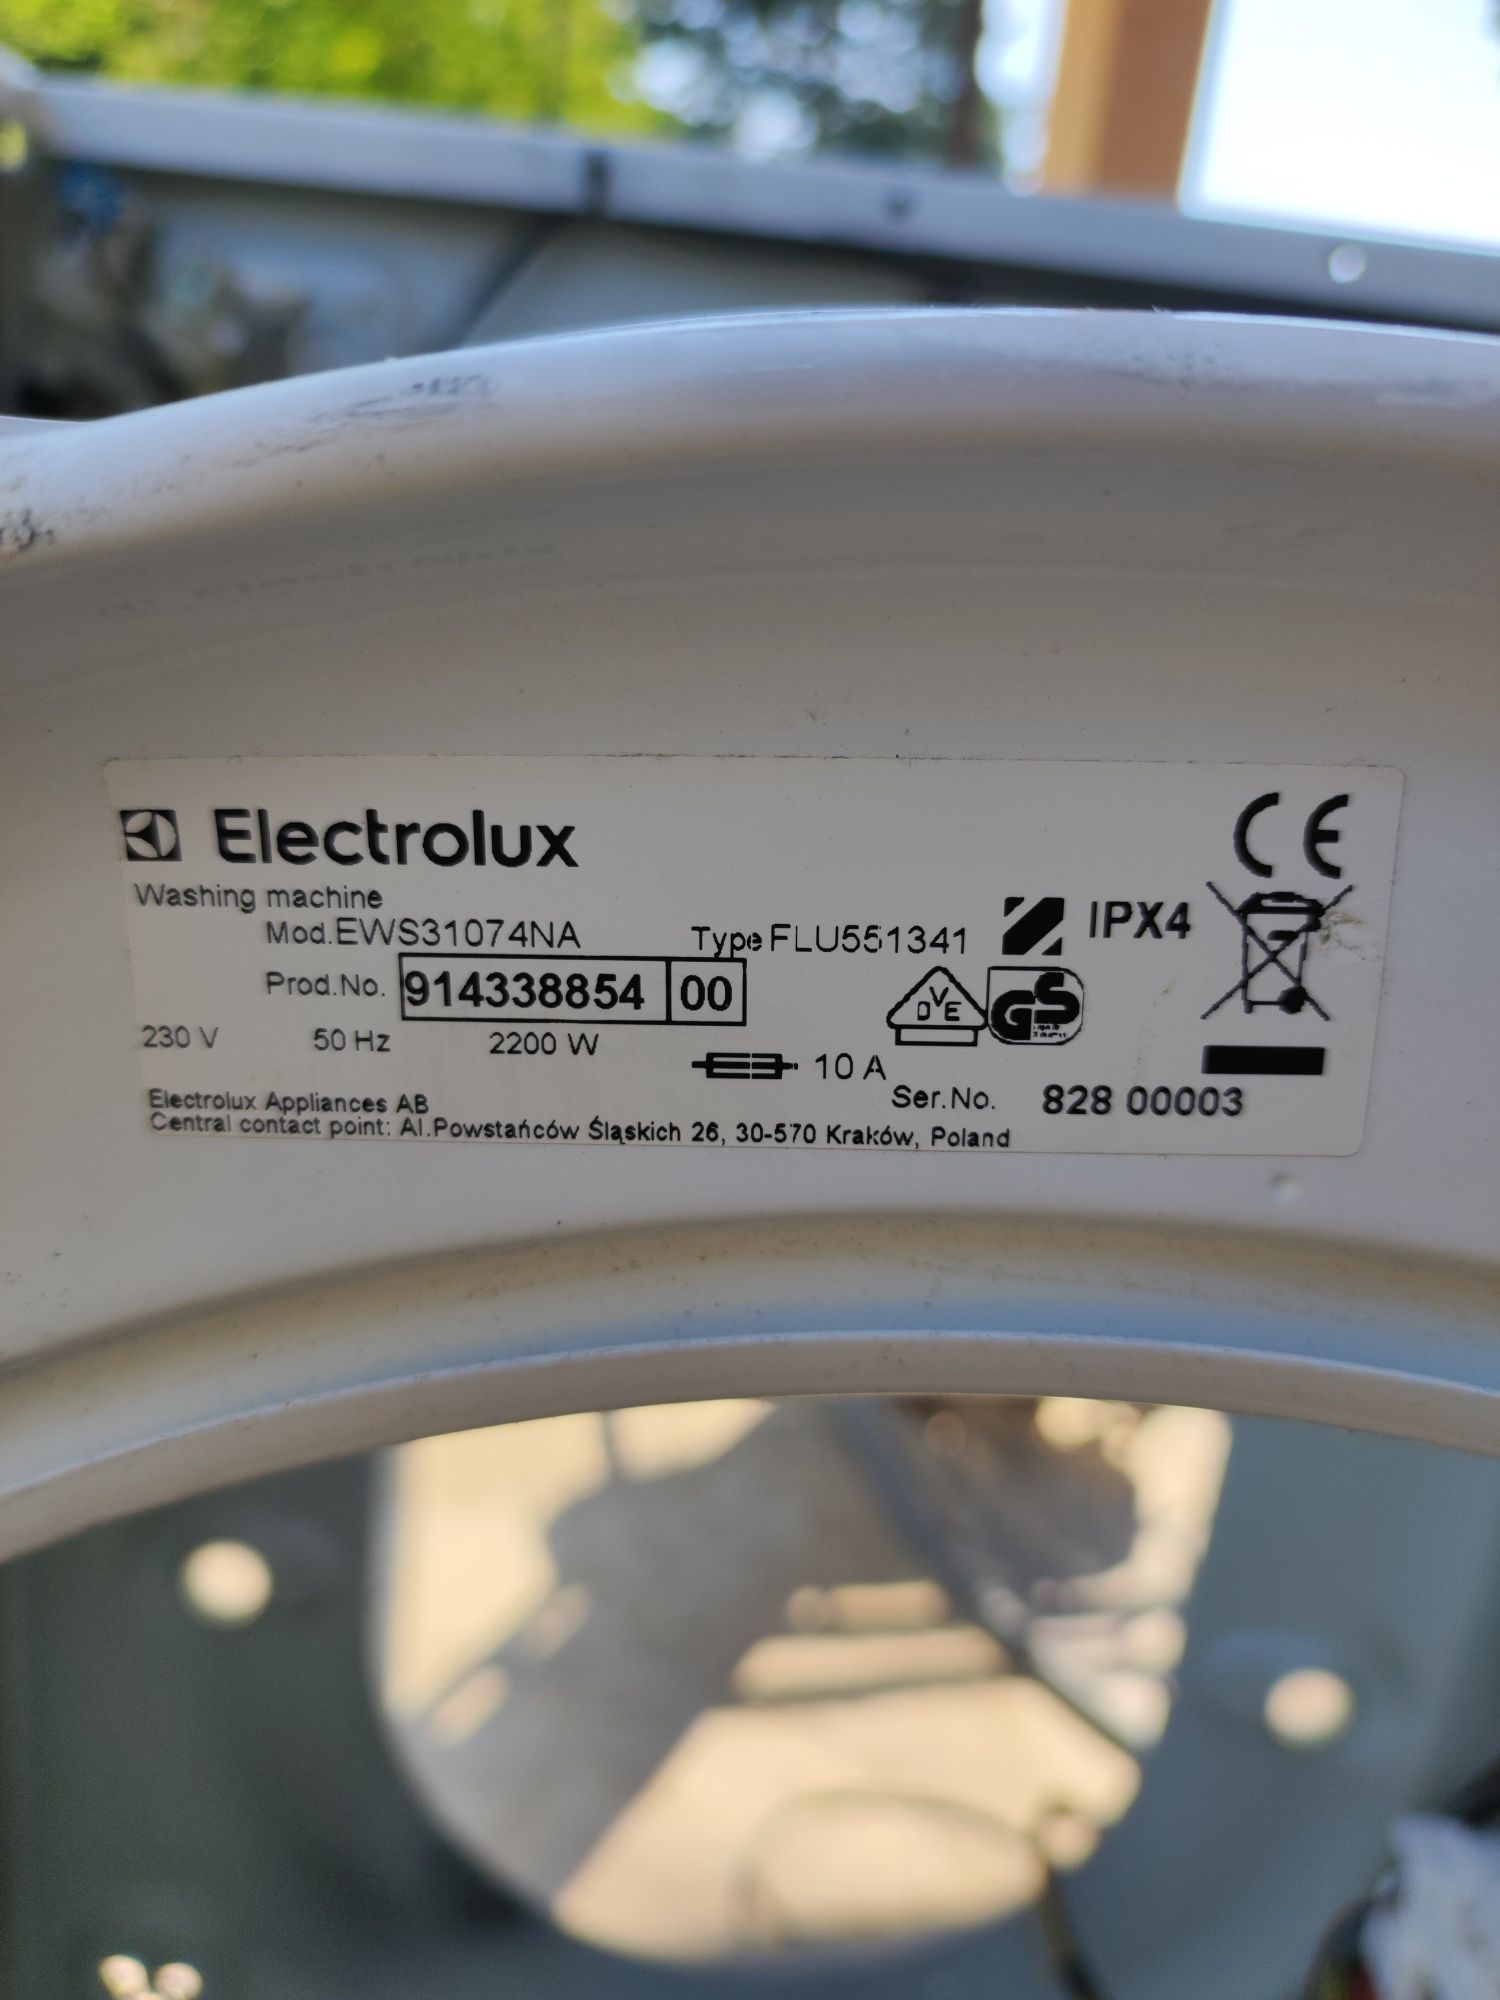 Electrolux
Washing machine
Mod.EWS31074NA Type FLU551341 IPX4
Prod.No. 914338854 00
DVE GS
230 V 50 Hz 2200 W
10 A
Ser.No. 828 00003
Electrolux Appliances AB
Central contact point: Al.Powstańców Śląskich 26, 30-570 Kraków, Poland
CE